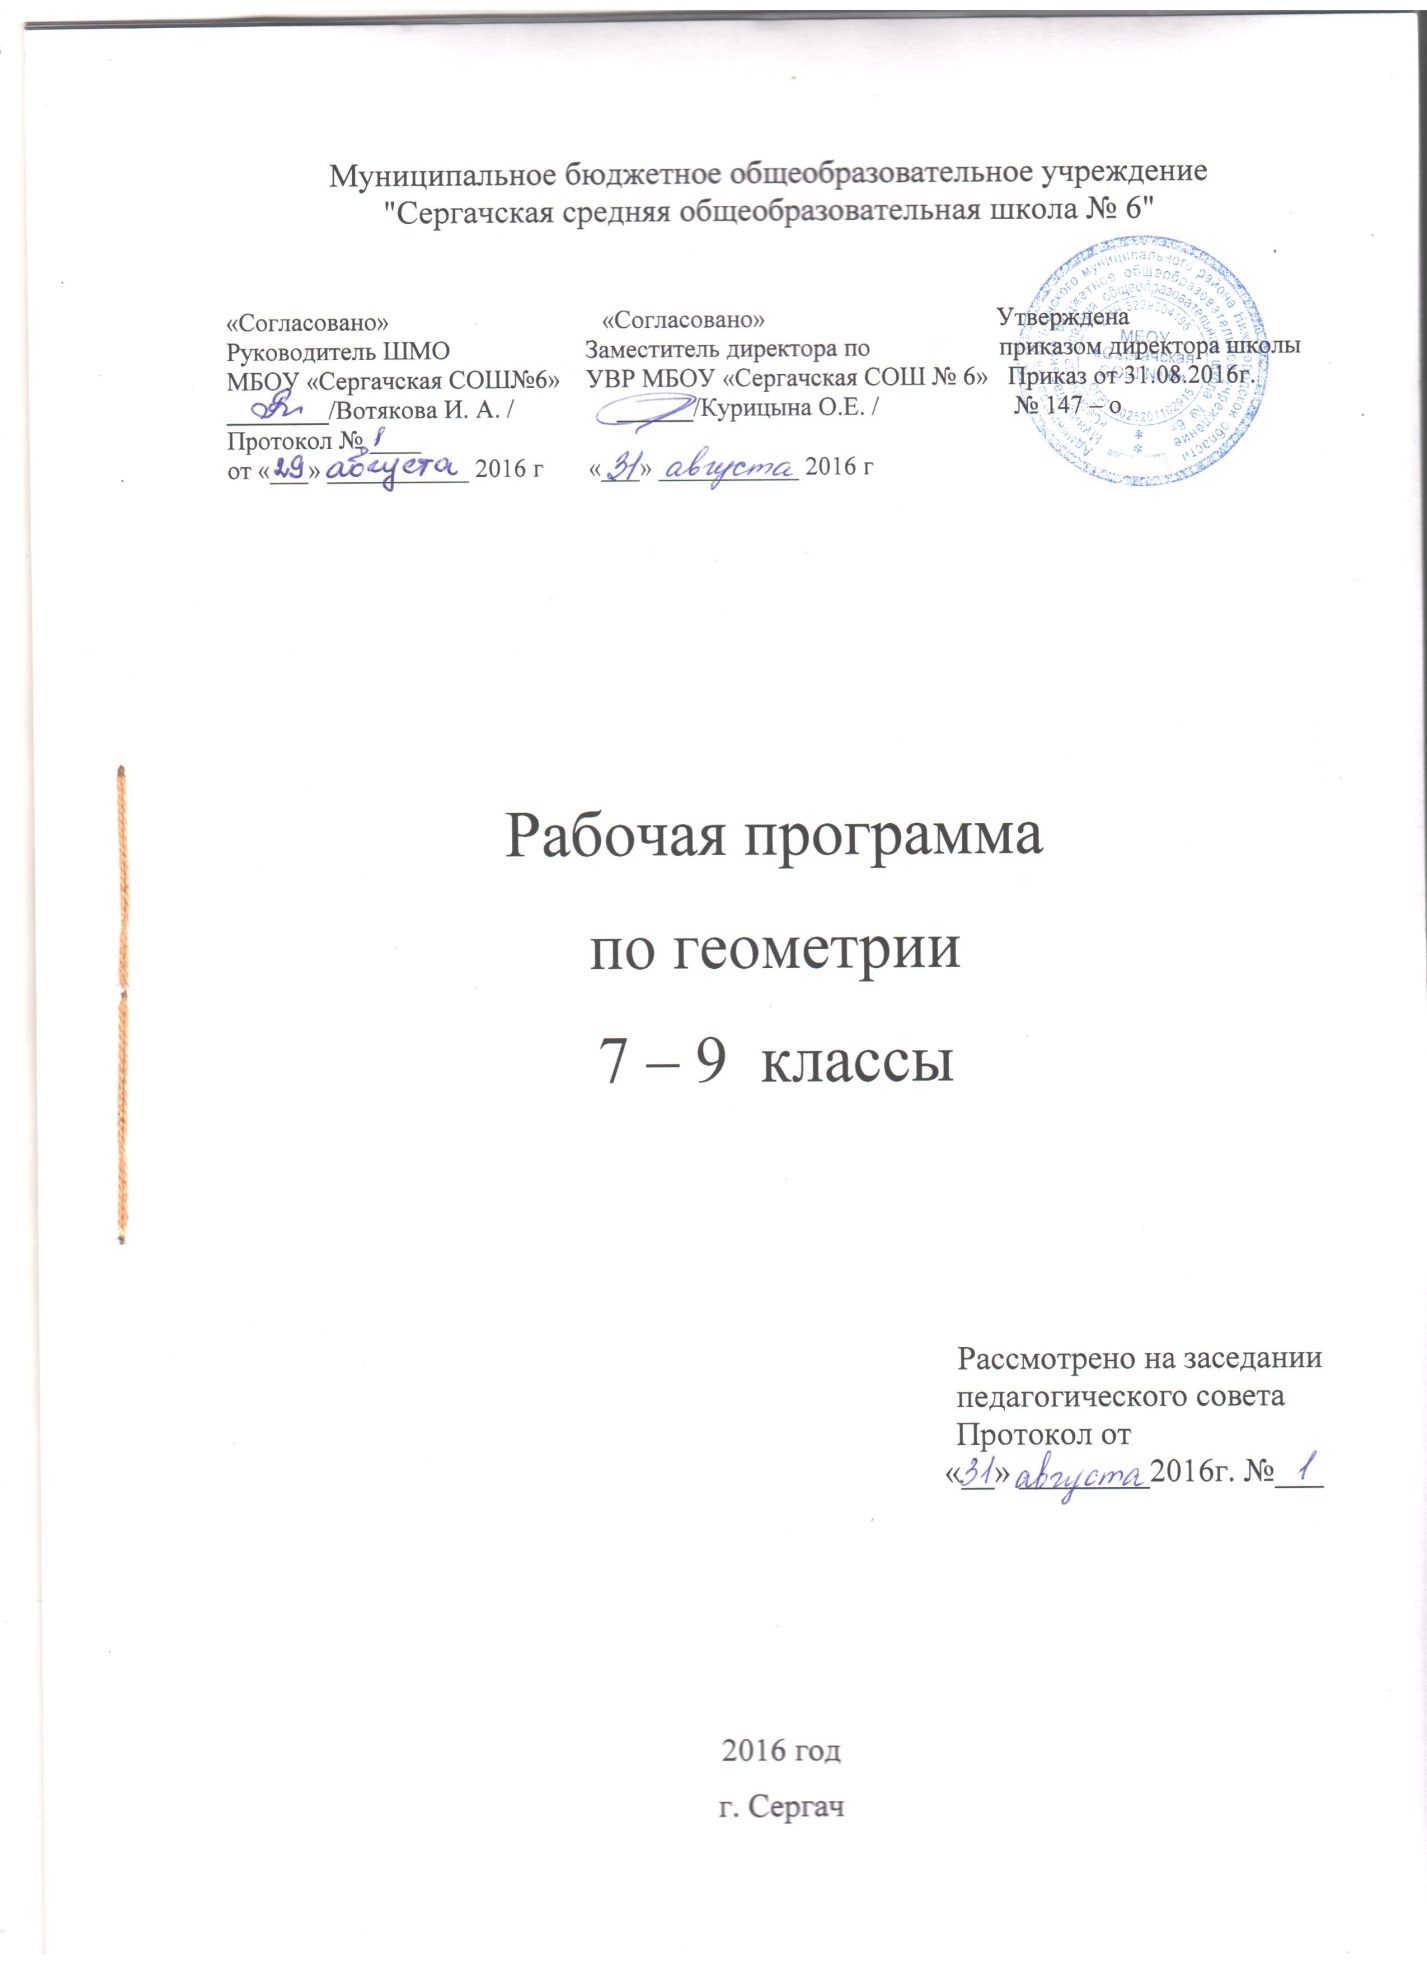 Муниципальное бюджетное общеобразовательное учреждение
"Сергачская средняя общеобразовательная школа № 6"
«Согласовано»
Руководитель ШМО
МБОУ «Сергачская СОШ№6»
/Вотякова И. А. /
Протокол № 1
от «29» августа 2016 г
«Согласовано»
Заместитель директора по
УВР МБОУ «Сергачская СОШ № 6»
/Курицына О.Е. /
«31» августа 2016 г
Утверждена
приказом директора школы
Приказ от 31.08.2016г.
№ 147 – о
МБОУ
Рабочая программа
по геометрии
7 – 9 классы
Рассмотрено на заседании
педагогического совета
Протокол от
«31» августа 2016г. № 1
2016 год
г. Сергач